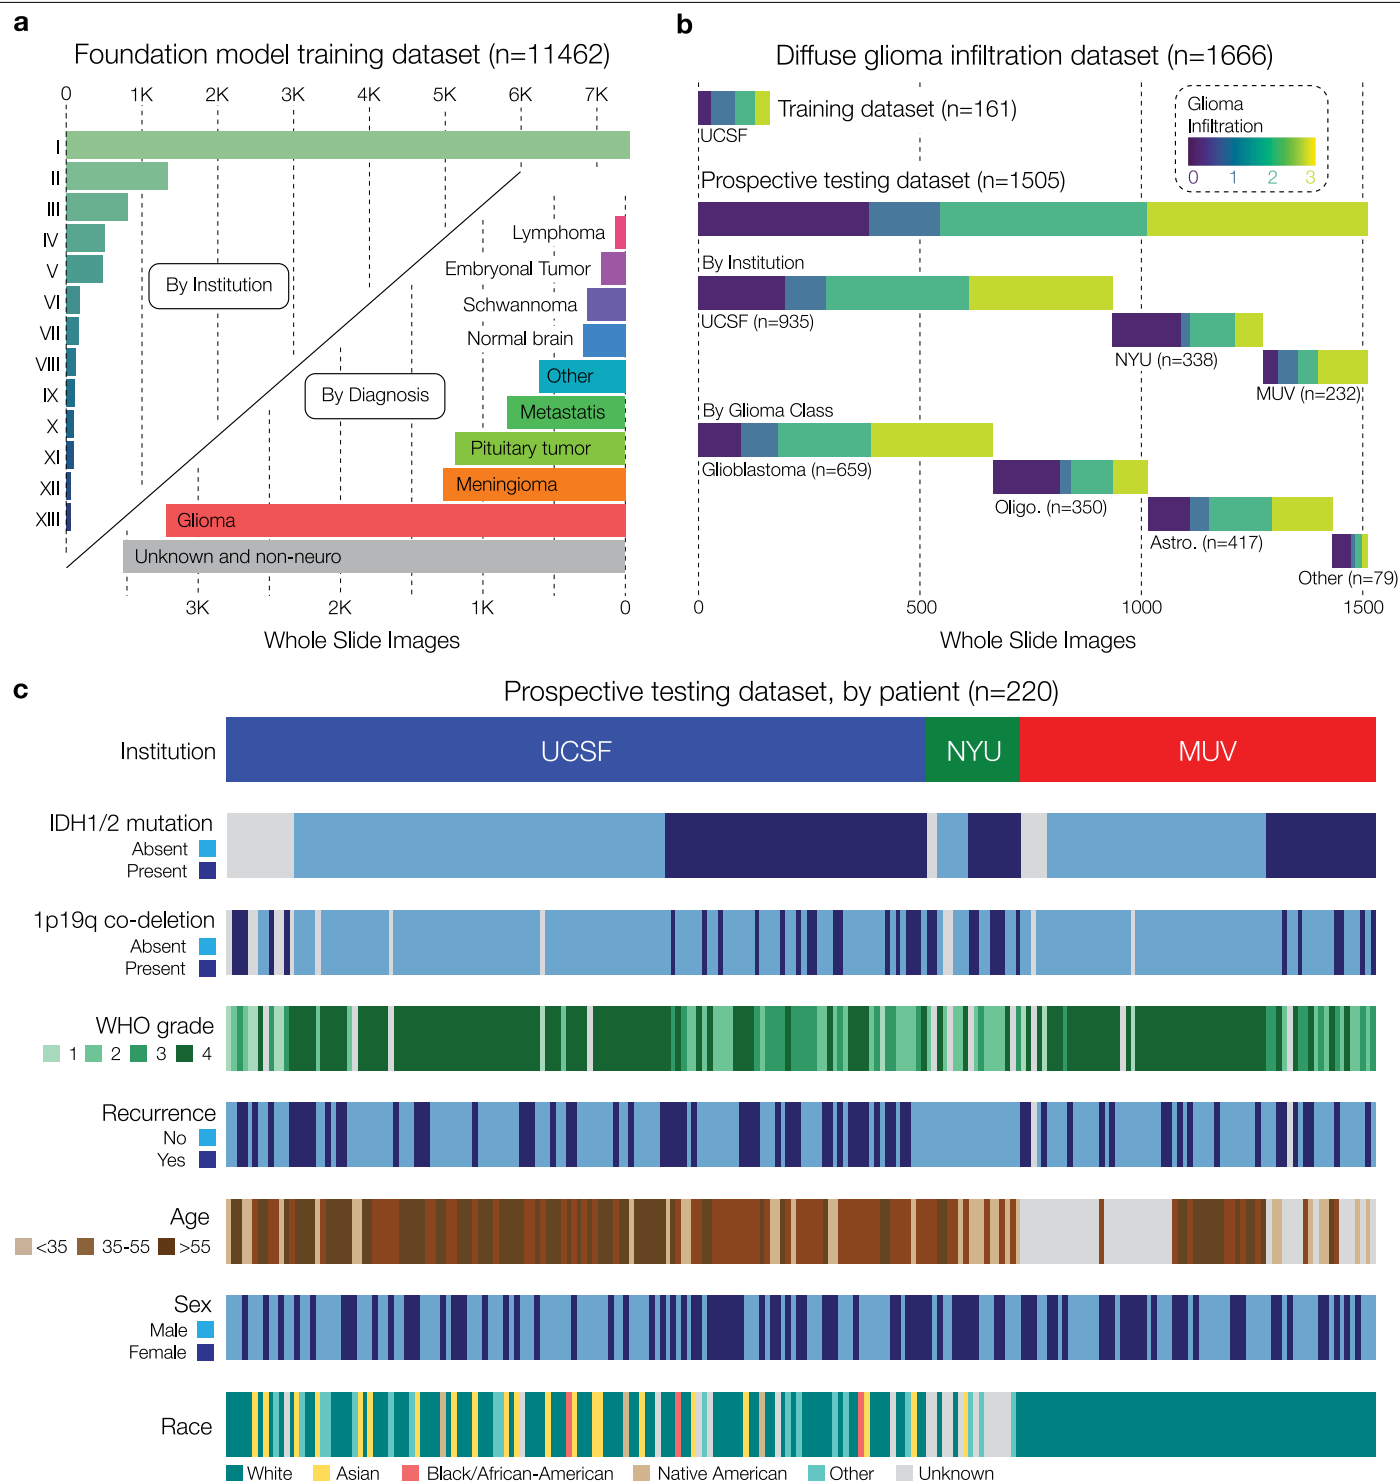 a
Foundation model training dataset (n=11462)
0 1K 2K 3K 4K 5K 6K 7K
I
II
III
IV
V
VI
VII
VIII
IX
X
XI
XII
XIII
By Institution
By Diagnosis
Lymphoma
Embryonal Tumor
Schwannoma
Normal brain
Other
Metastatis
Pituitary tumor
Meningioma
Glioma
Unknown and non-neuro
3K 2K 1K 0
Whole Slide Images
b
Diffuse glioma infiltration dataset (n=1666)
Training dataset (n=161)
UCSF
Glioma
Infiltration
0 1 2 3
Prospective testing dataset (n=1505)
By Institution
UCSF (n=935)
NYU (n=338)
MUV (n=232)
By Glioma Class
Glioblastoma (n=659)
Oligo. (n=350)
Astro. (n=417)
Other (n=79)
0 500 1000 1500
Whole Slide Images
c
Prospective testing dataset, by patient (n=220)
Institution
UCSF NYU MUV
IDH1/2 mutation
Absent
Present
1p19q co-deletion
Absent
Present
WHO grade
1 2 3 4
Recurrence
No
Yes
Age
<35 35-55 >55
Sex
Male
Female
Race
White Asian Black/African-American Native American Other Unknown